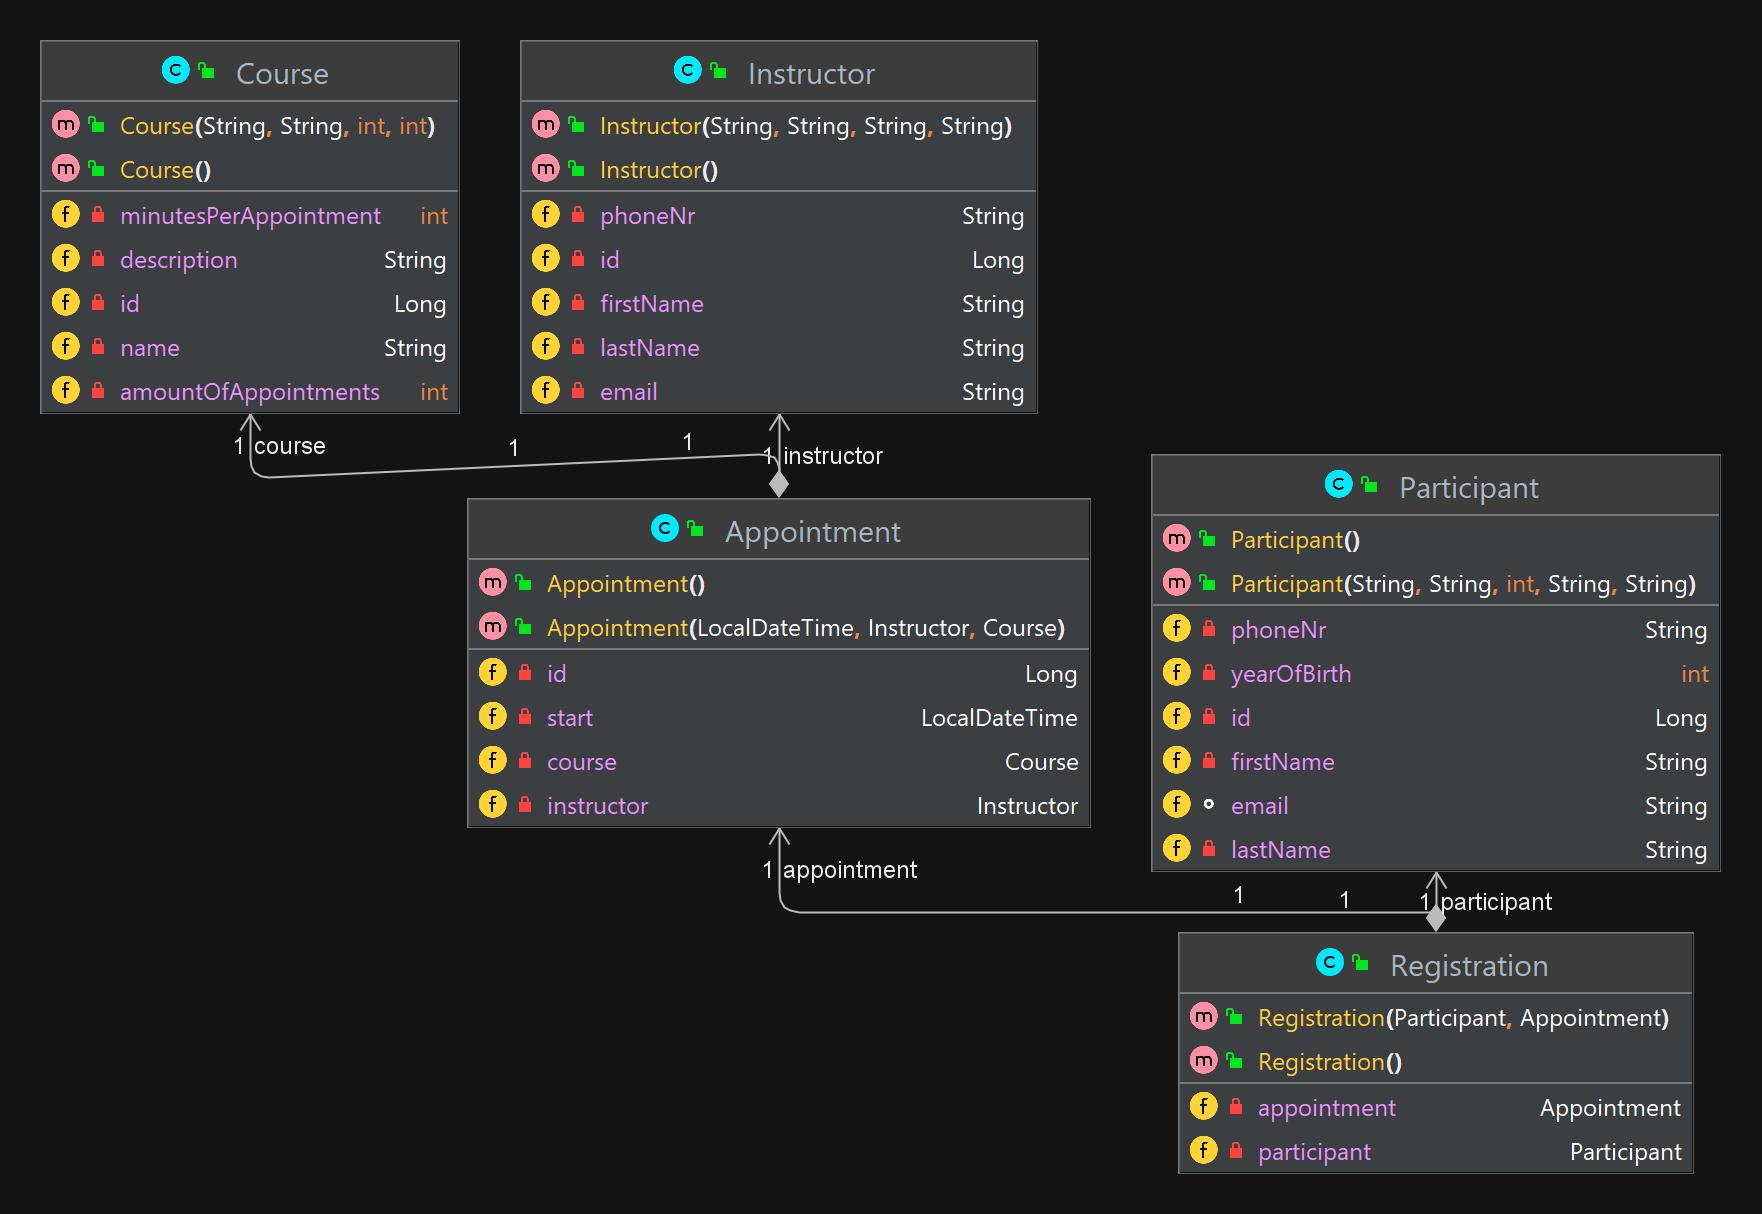 Course
Course(String, String, int, int)
Course()
minutesPerAppointment int
description String
id Long
name String
amountOfAppointments int
Instructor
Instructor(String, String, String, String)
Instructor()
phoneNr String
id Long
firstName String
lastName String
email String
1 course
1
1
1 instructor
Appointment
Appointment()
Appointment(LocalDateTime, Instructor, Course)
id Long
start LocalDateTime
course Course
instructor Instructor
Participant
Participant()
Participant(String, String, int, String, String)
phoneNr String
yearOfBirth int
id Long
firstName String
email String
lastName String
1 appointment
1
1
1 participant
Registration
Registration(Participant, Appointment)
Registration()
appointment Appointment
participant Participant